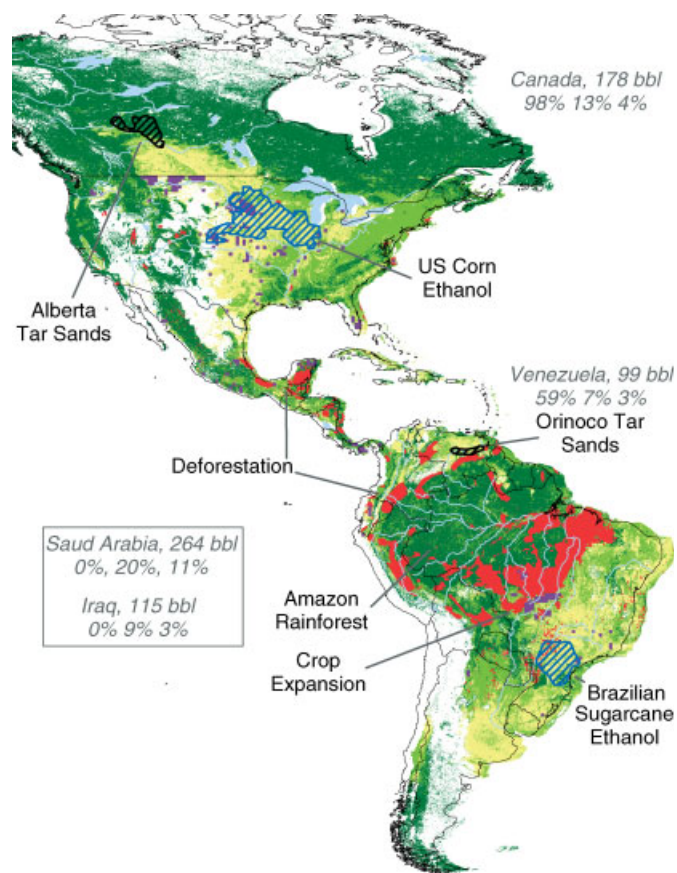 Canada, 178 bbl
98% 13% 4%
US Corn
Ethanol
Alberta
Tar Sands
Venezuela, 99 bbl
59% 7% 3%
Orinoco Tar
Sands
Deforestation
Saud Arabia, 264 bbl
0%, 20%, 11%
Iraq, 115 bbl
0% 9% 3%
Amazon
Rainforest
Crop
Expansion
Brazilian
Sugarcane
Ethanol